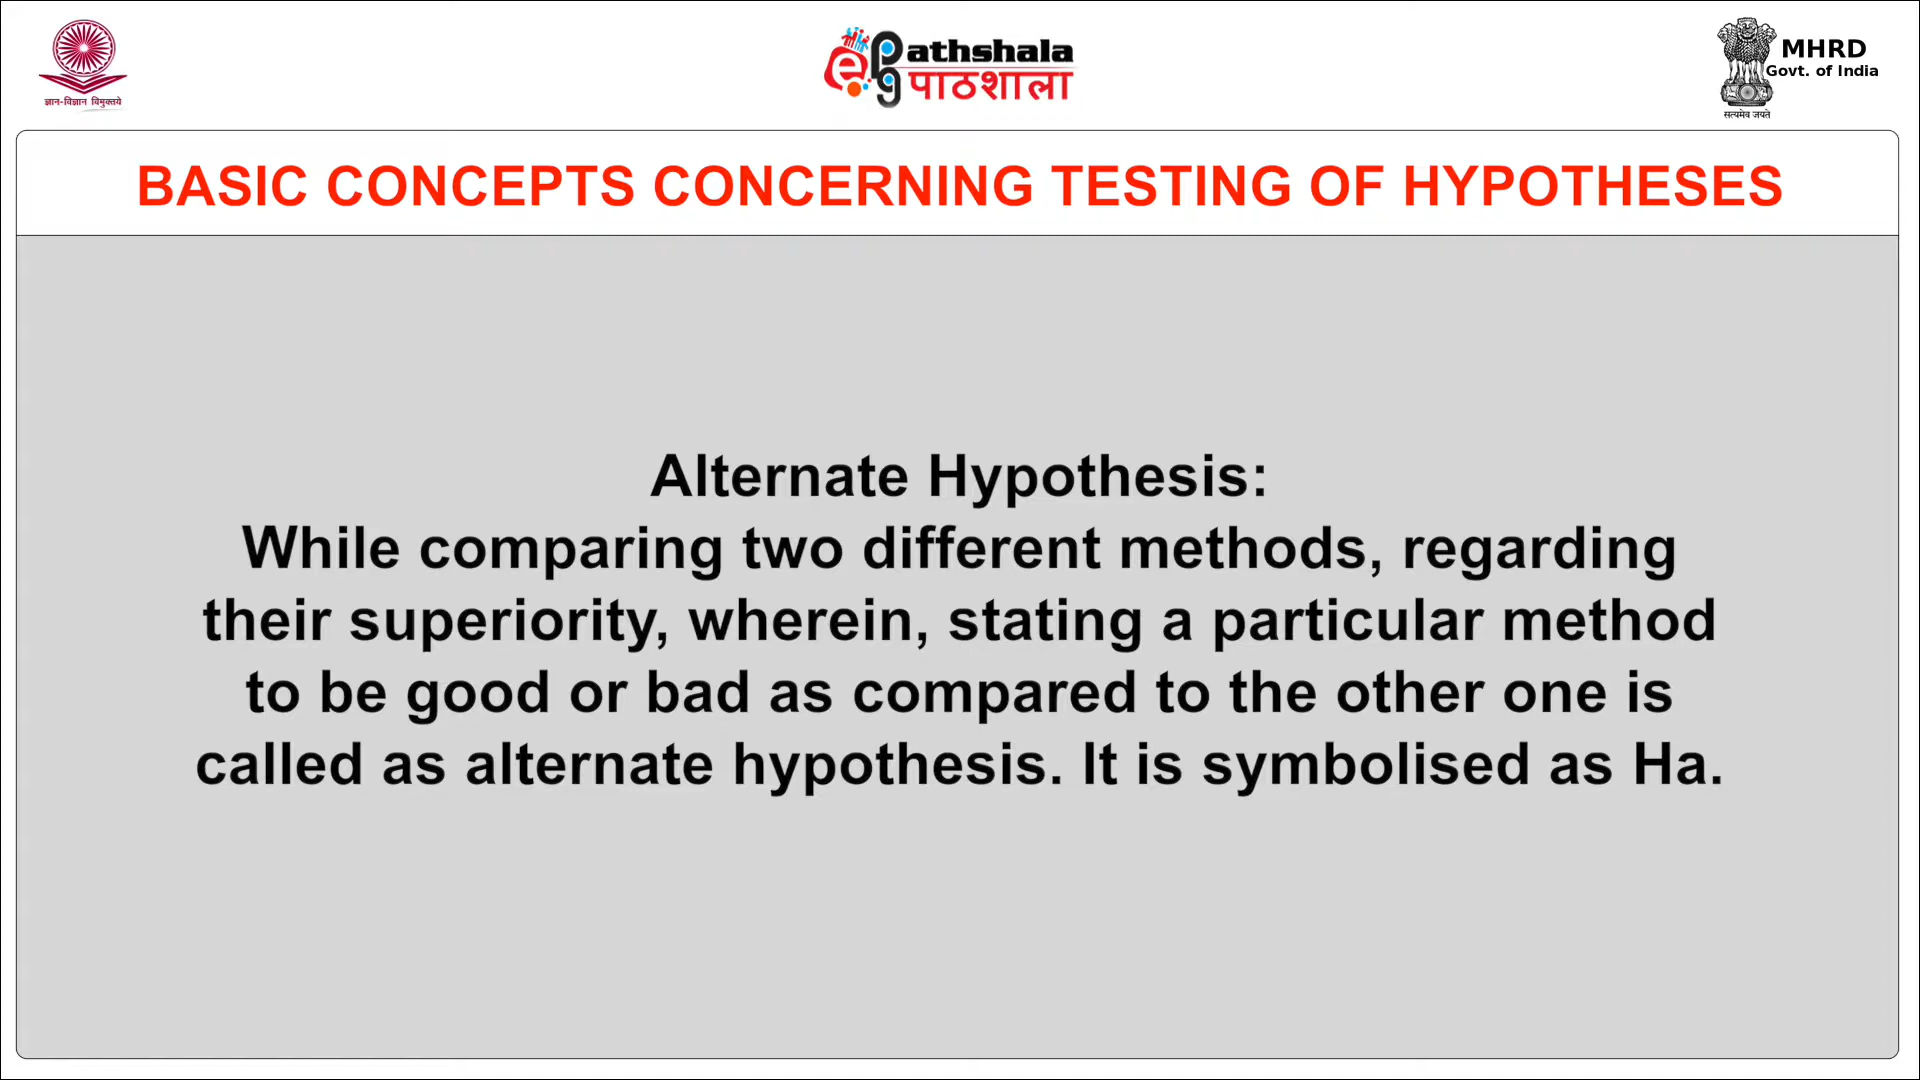 ज्ञान-विज्ञान विमुक्तये
ePathshala
पाठशाला
MHRD
Govt. of India
सत्यमेव जयते
BASIC CONCEPTS CONCERNING TESTING OF HYPOTHESES
Alternate Hypothesis:
While comparing two different methods, regarding
their superiority, wherein, stating a particular method
to be good or bad as compared to the other one is
called as alternate hypothesis. It is symbolised as Ha.